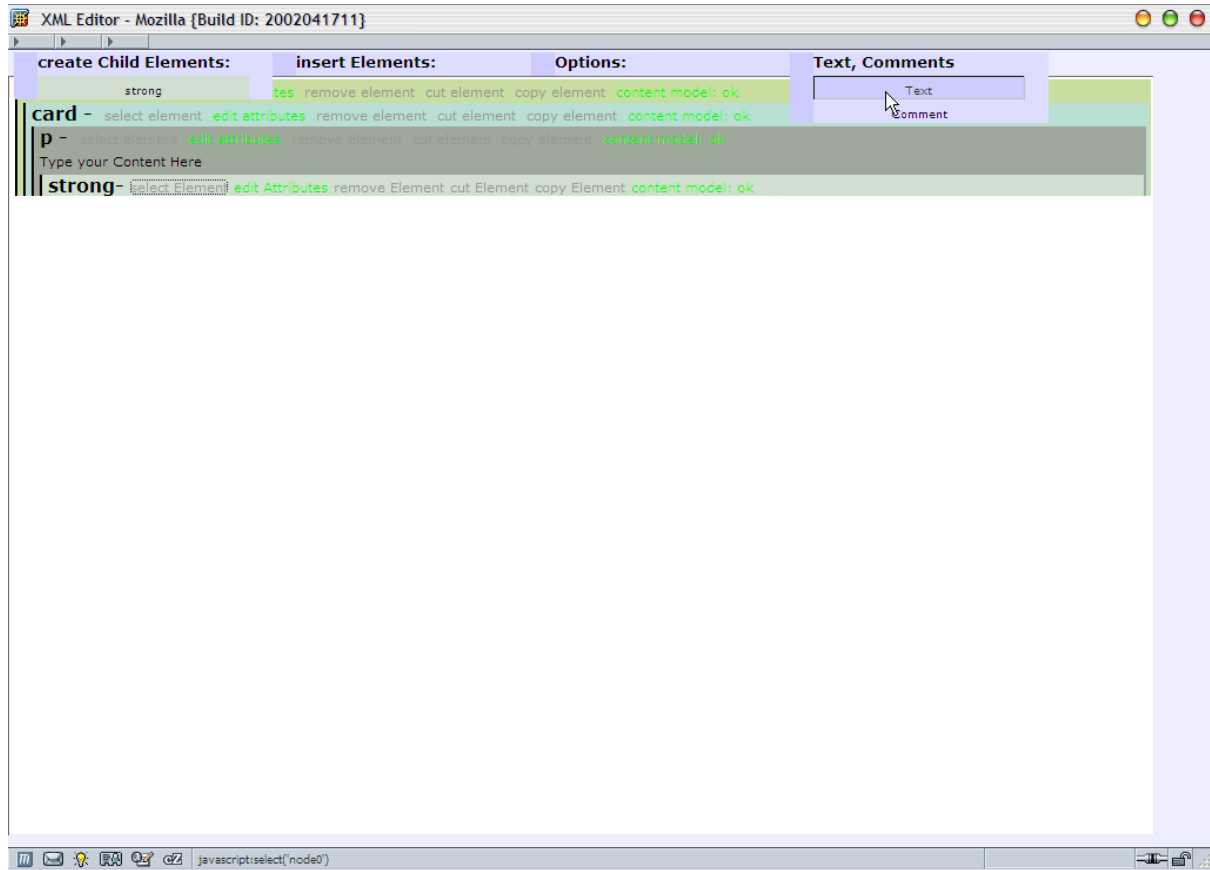 XML Editor - Mozilla {Build ID: 2002041711}
create Child Elements: insert Elements: Options: Text, Comments
strong
tes remove element cut element copy element content model: ok
Text
card - select element edit attributes remove element cut element copy element content model: ok
Comment
p - select element edit attributes remove element cut element copy element content model: ok
Type your Content Here
strong- select Element edit Attributes remove Element cut Element copy Element content model: ok
javascript:select('node0')